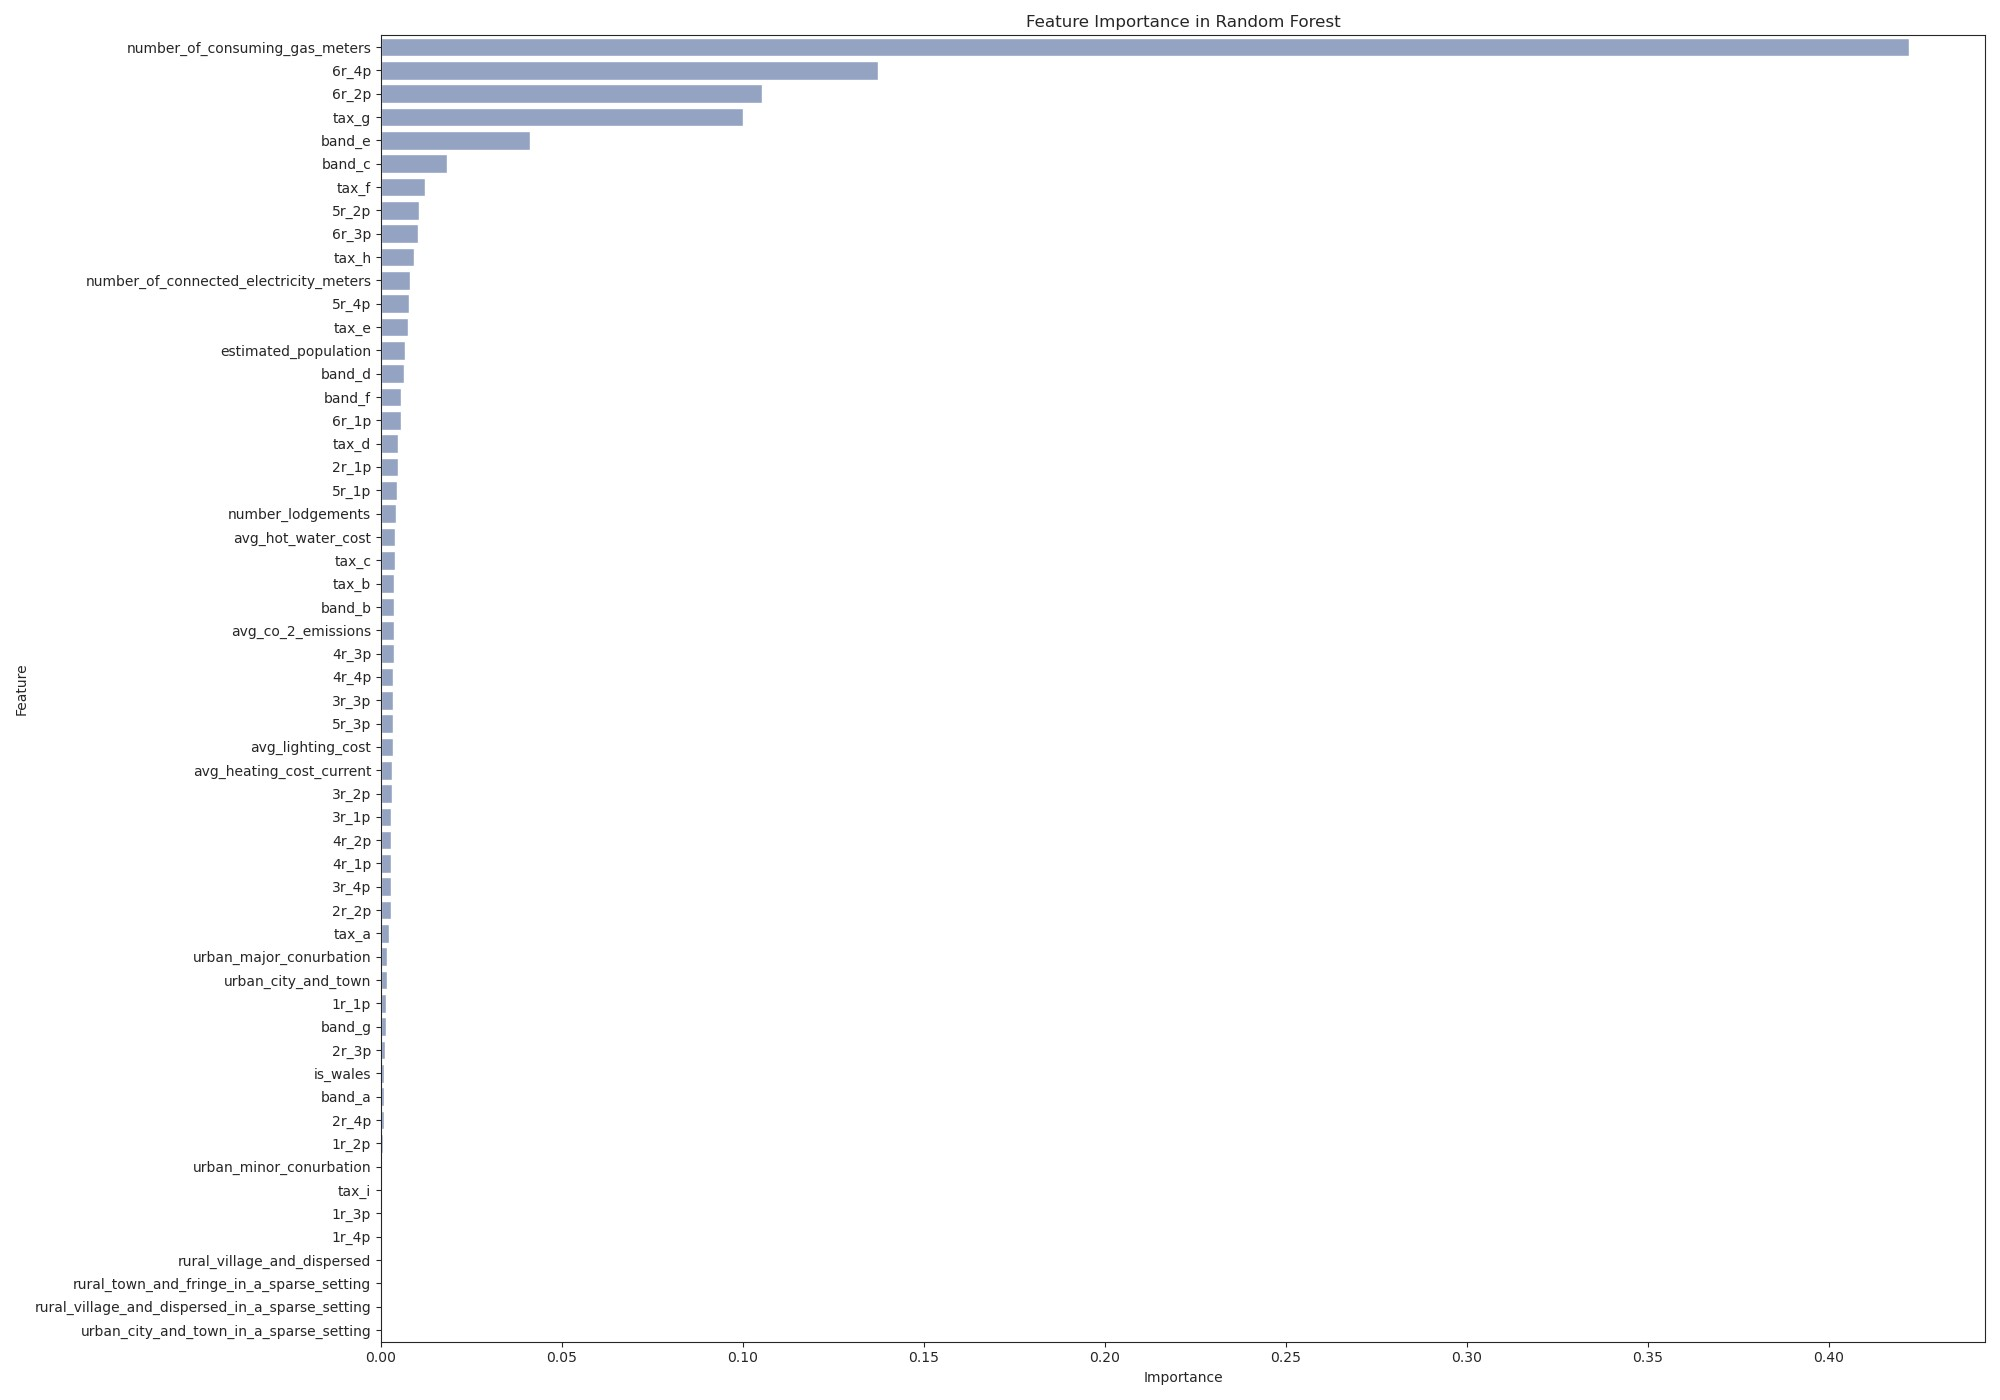 Feature Importance in Random Forest
number_of_consuming_gas_meters
6r_4p
6r_2p
tax_g
band_e
band_c
tax_f
5r_2p
6r_3p
tax_h
number_of_connected_electricity_meters
5r_4p
tax_e
estimated_population
band_d
band_f
6r_1p
tax_d
2r_1p
5r_1p
number_lodgements
avg_hot_water_cost
tax_c
tax_b
band_b
avg_co_2_emissions
4r_3p
4r_4p
3r_3p
5r_3p
avg_lighting_cost
avg_heating_cost_current
3r_2p
3r_1p
4r_2p
4r_1p
3r_4p
2r_2p
tax_a
urban_major_conurbation
urban_city_and_town
1r_1p
band_g
2r_3p
is_wales
band_a
2r_4p
1r_2p
urban_minor_conurbation
tax_i
1r_3p
1r_4p
rural_village_and_dispersed
rural_town_and_fringe_in_a_sparse_setting
rural_village_and_dispersed_in_a_sparse_setting
urban_city_and_town_in_a_sparse_setting
Feature
0.00 0.05 0.10 0.15 0.20 0.25 0.30 0.35 0.40
Importance